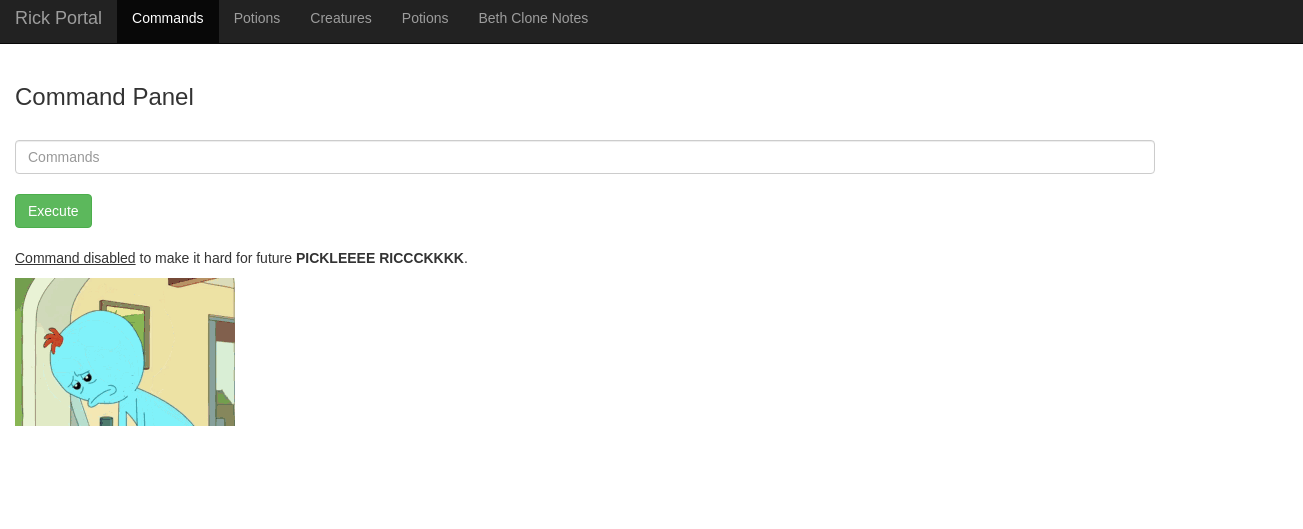 Rick Portal Commands Potions Creatures Potions Beth Clone Notes
Command Panel
Commands
Execute
Command disabled to make it hard for future PICKLEEEE RICCCKKKK.